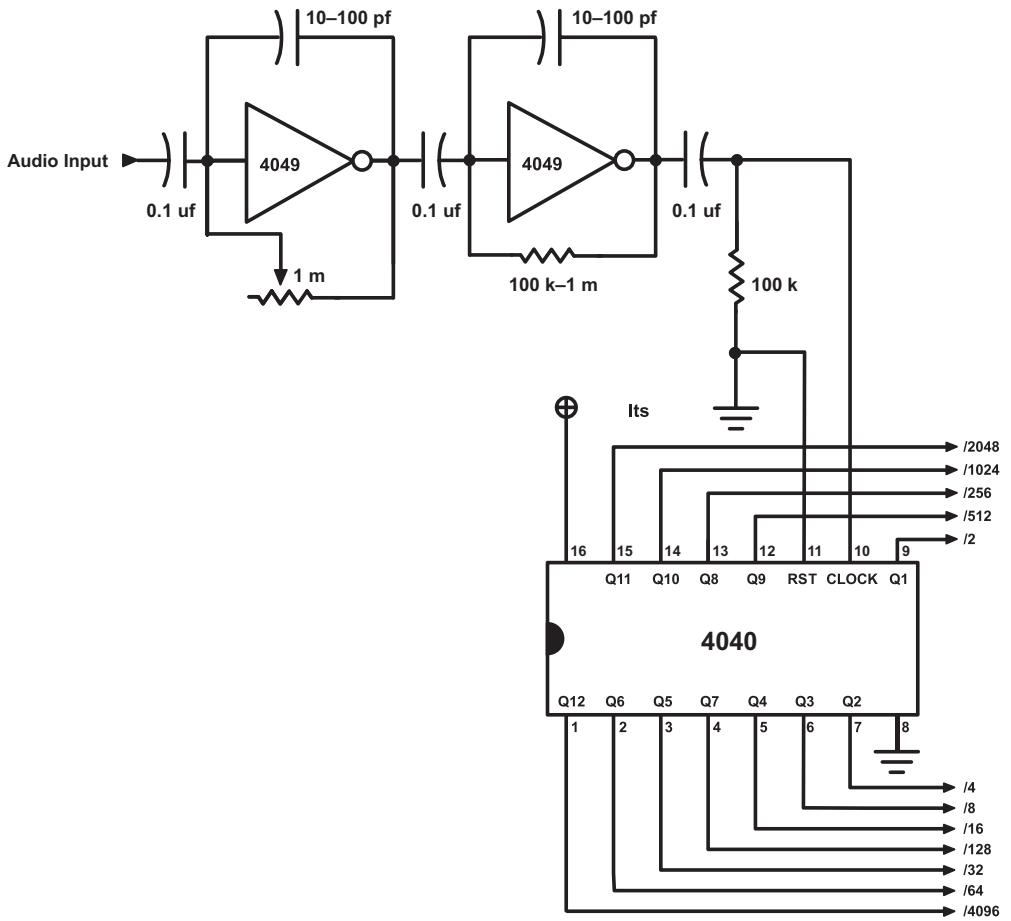 10–100 pf
10–100 pf
Audio Input
4049
4049
0.1 uf
0.1 uf
0.1 uf
1 m
100 k–1 m
100 k
Its
/2048
/1024
/256
/512
/2
16 15 14 13 12 11 10 9
Q11 Q10 Q8 Q9 RST CLOCK Q1
4040
Q12 Q6 Q5 Q7 Q4 Q3 Q2
1 2 3 4 5 6 7 8
/4
/8
/16
/128
/32
/64
/4096